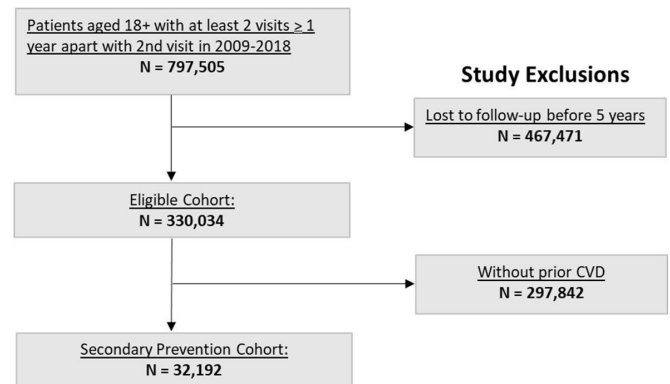 Patients aged 18+ with at least 2 visits ≥ 1
year apart with 2nd visit in 2009-2018
N = 797,505
Study Exclusions
Lost to follow-up before 5 years
N = 467,471
Eligible Cohort:
N = 330,034
Without prior CVD
N = 297,842
Secondary Prevention Cohort:
N = 32,192